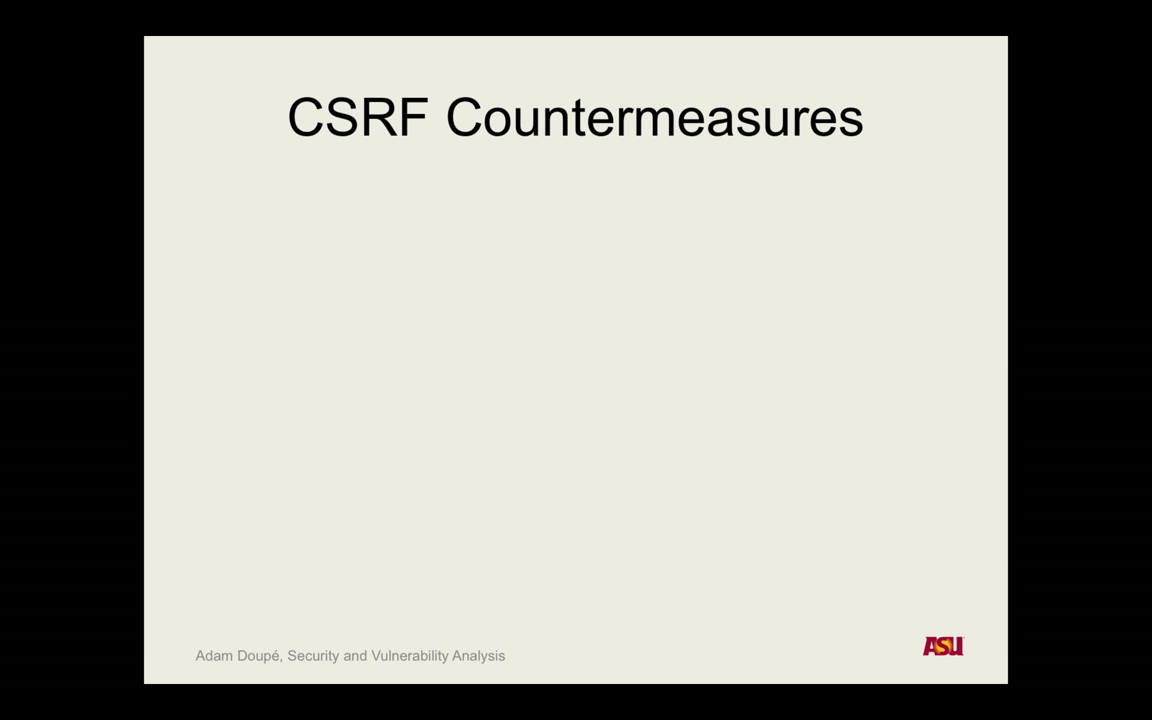 CSRF Countermeasures
Adam Doupé, Security and Vulnerability Analysis
ASU